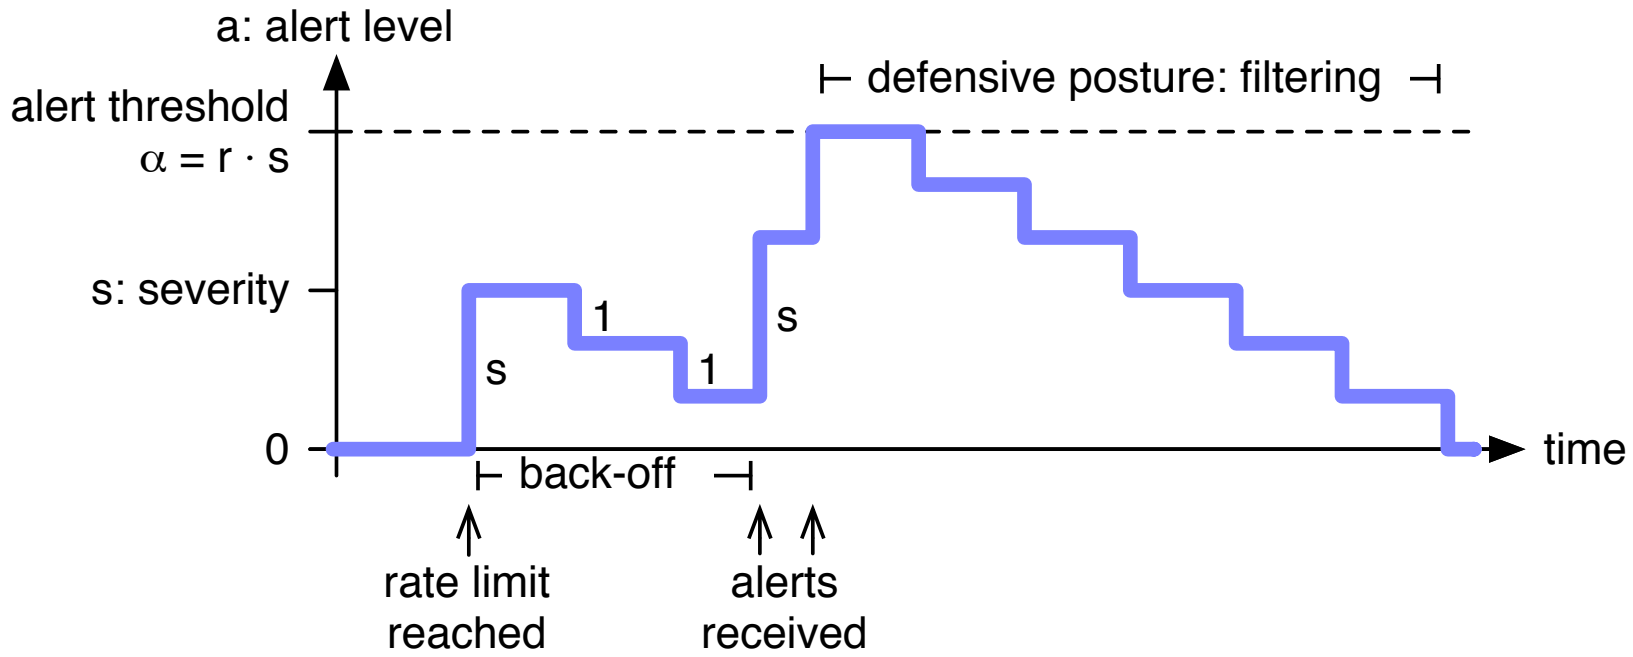 a: alert level
defensive posture: filtering
alert threshold
α = r · s
s: severity
1
s
s
1
0
time
back-off
rate limit
reached
alerts
received